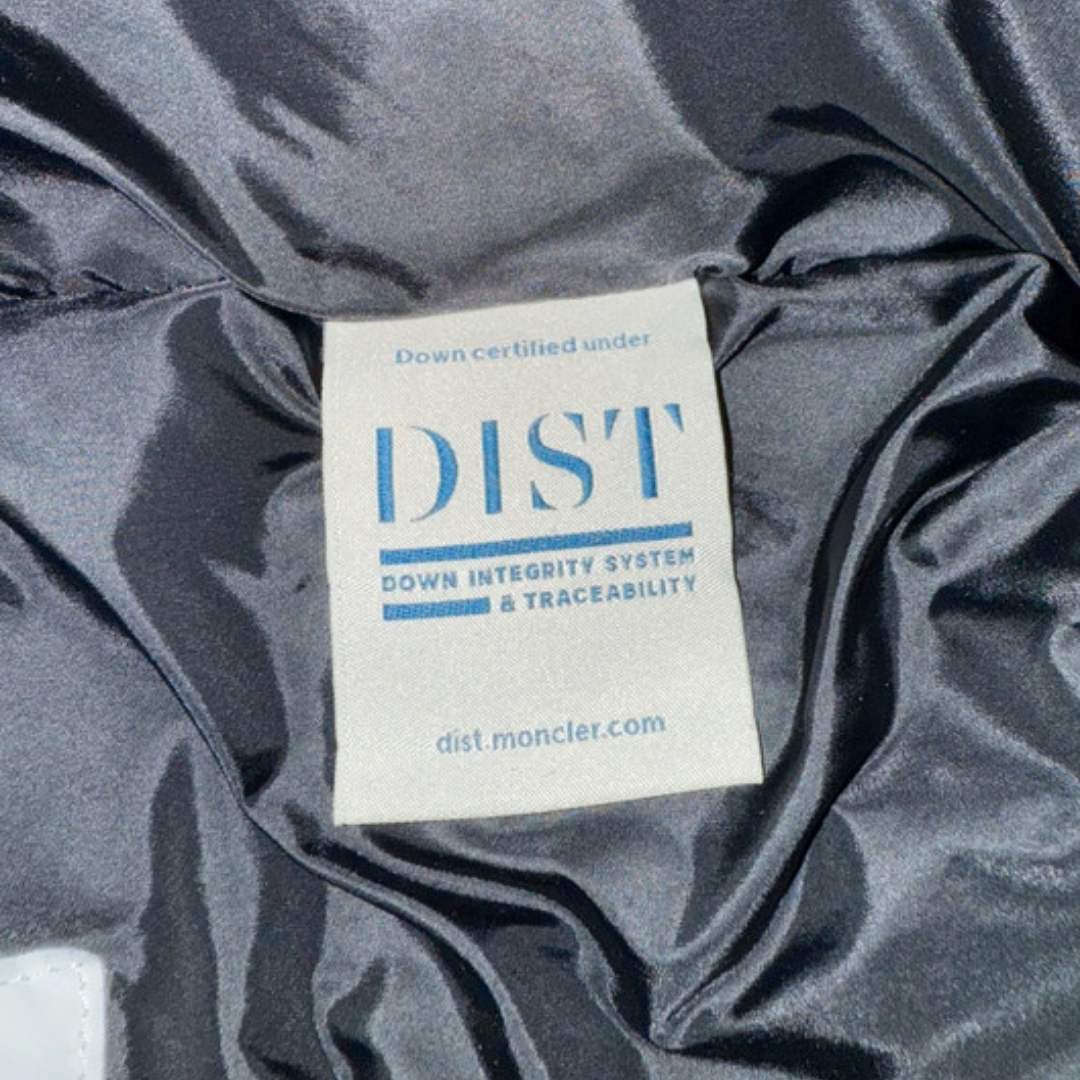 Down certified under
DIST
DOWN INTEGRITY SYSTEM
& TRACEABILITY
dist.moncler.com